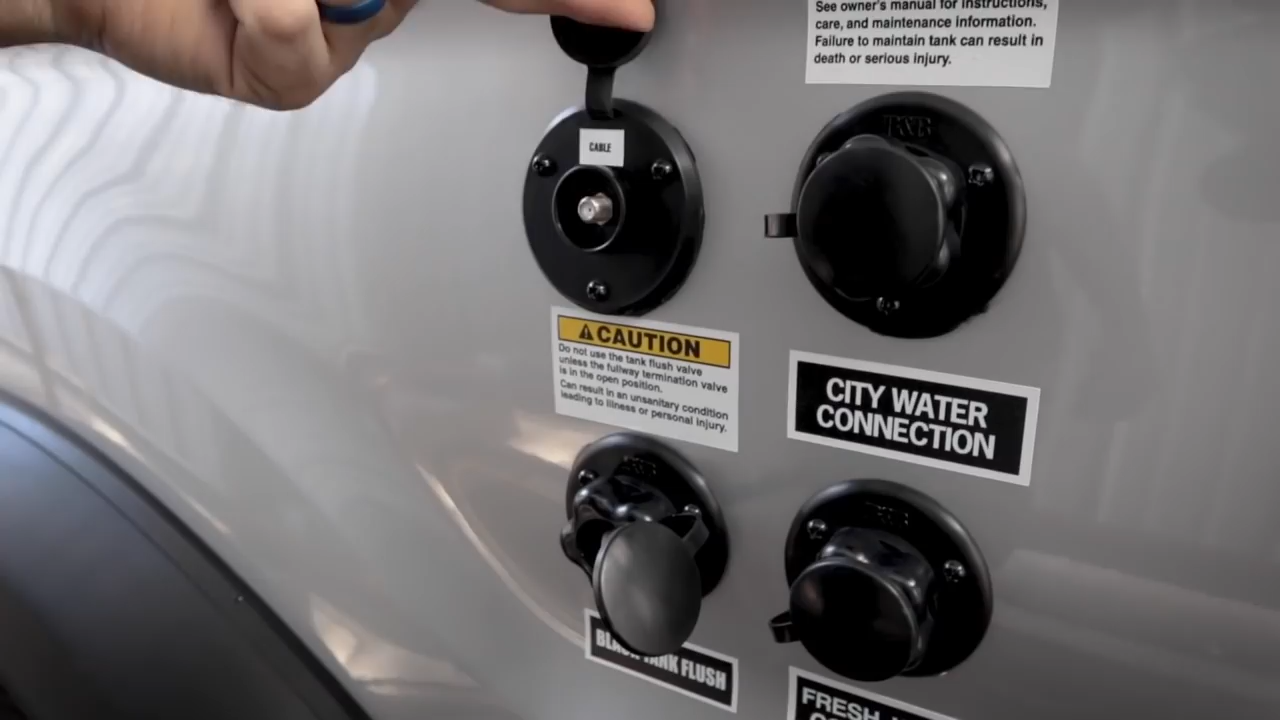 See owner's manual for instructions,
care, and maintenance information.
Failure to maintain tank can result in
death or serious injury.
CABLE
CAUTION
Do not use the tank flush valve
unless the fullway termination valve
is in the open position.
Can result in an unsanitary condition
leading to illness or personal injury.
CITY WATER
CONNECTION
TANK FLUSH
FRESH